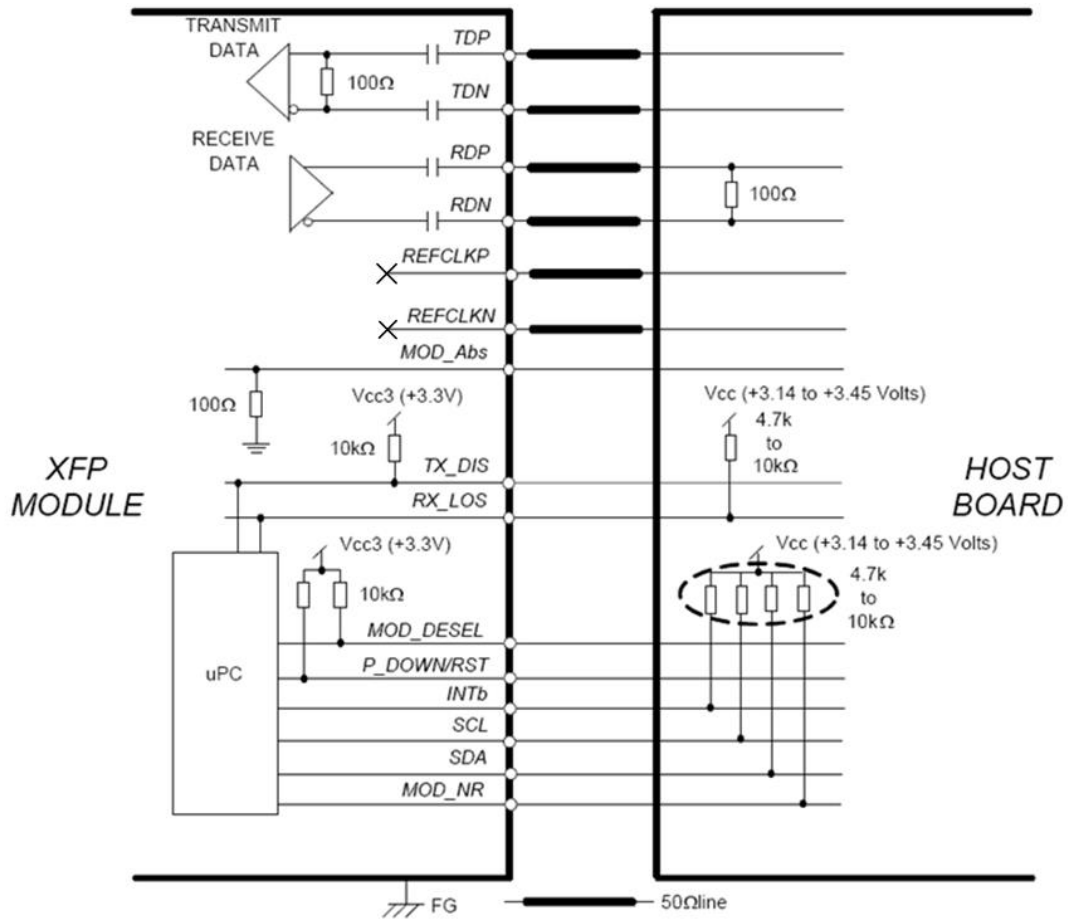 TRANSMIT
DATA
TDP
100Ω
TDN
RECEIVE
DATA
RDP
100Ω
RDN
REFCLKP
REFCLKN
MOD_Abs
100Ω
Vcc3 (+3.3V)
10kΩ
Vcc (+3.14 to +3.45 Volts)
4.7k
to
10kΩ
TX_DIS
RX_LOS
XFP
MODULE
HOST
BOARD
Vcc3 (+3.3V)
10kΩ
Vcc (+3.14 to +3.45 Volts)
4.7k
to
10kΩ
MOD_DESEL
P_DOWN/RST
uPC
INTb
SCL
SDA
MOD_NR
FG
50Ωline